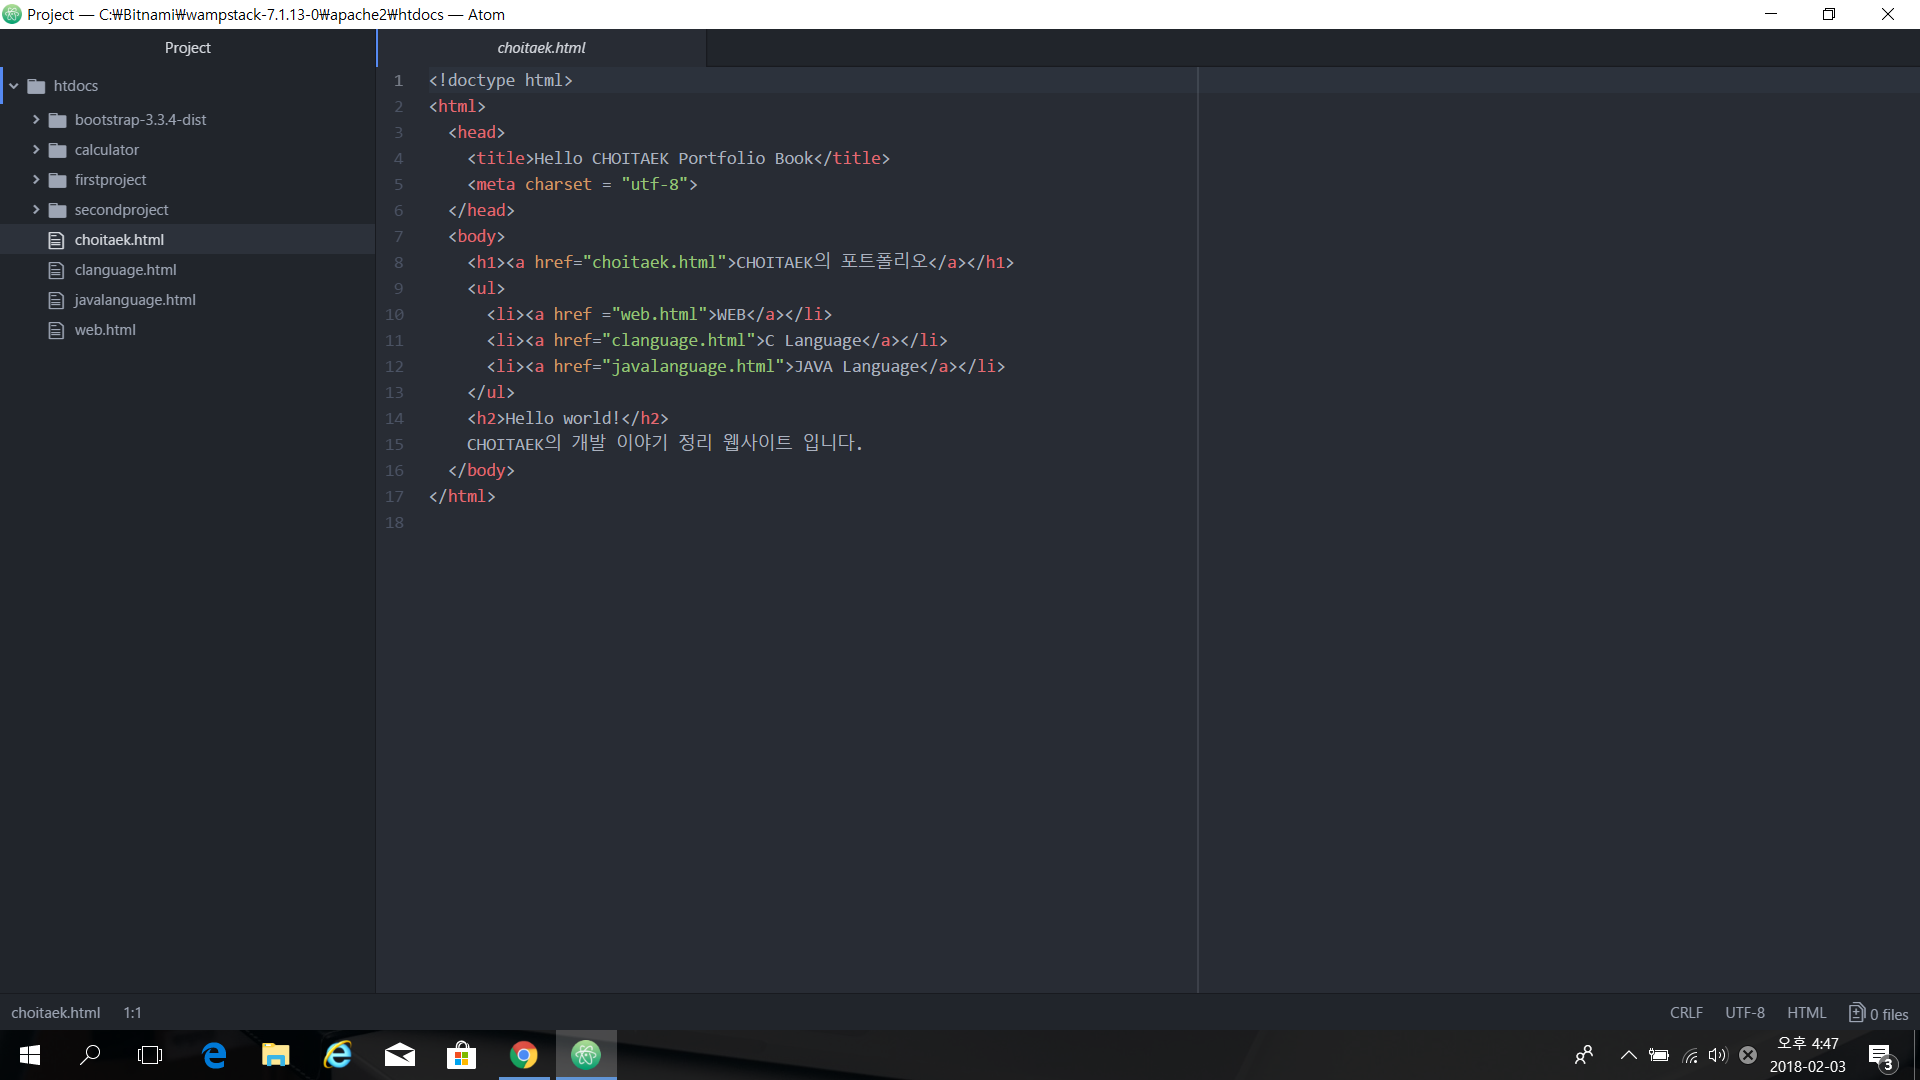 Project — C:₩Bitnami₩wampstack-7.1.13-0₩apache2₩htdocs — Atom
Project
htdocs
bootstrap-3.3.4-dist
calculator
firstproject
secondproject
choitaek.html
clanguage.html
javalanguage.html
web.html
choitaek.html
1 <!doctype html>
2 <html>
3 <head>
4 <title>Hello CHOITAEK Portfolio Book</title>
5 <meta charset = "utf-8">
6 </head>
7 <body>
8 <h1><a href="choitaek.html">CHOITAEK의 포트폴리오</a></h1>
9 <ul>
10 <li><a href ="web.html">WEB</a></li>
11 <li><a href="clanguage.html">C Language</a></li>
12 <li><a href="javalanguage.html">JAVA Language</a></li>
13 </ul>
14 <h2>Hello world!</h2>
15 CHOITAEK의 개발 이야기 정리 웹사이트 입니다.
16 </body>
17 </html>
18
choitaek.html 1:1
CRLF UTF-8 HTML 0 files
오후 4:47
2018-02-03
3